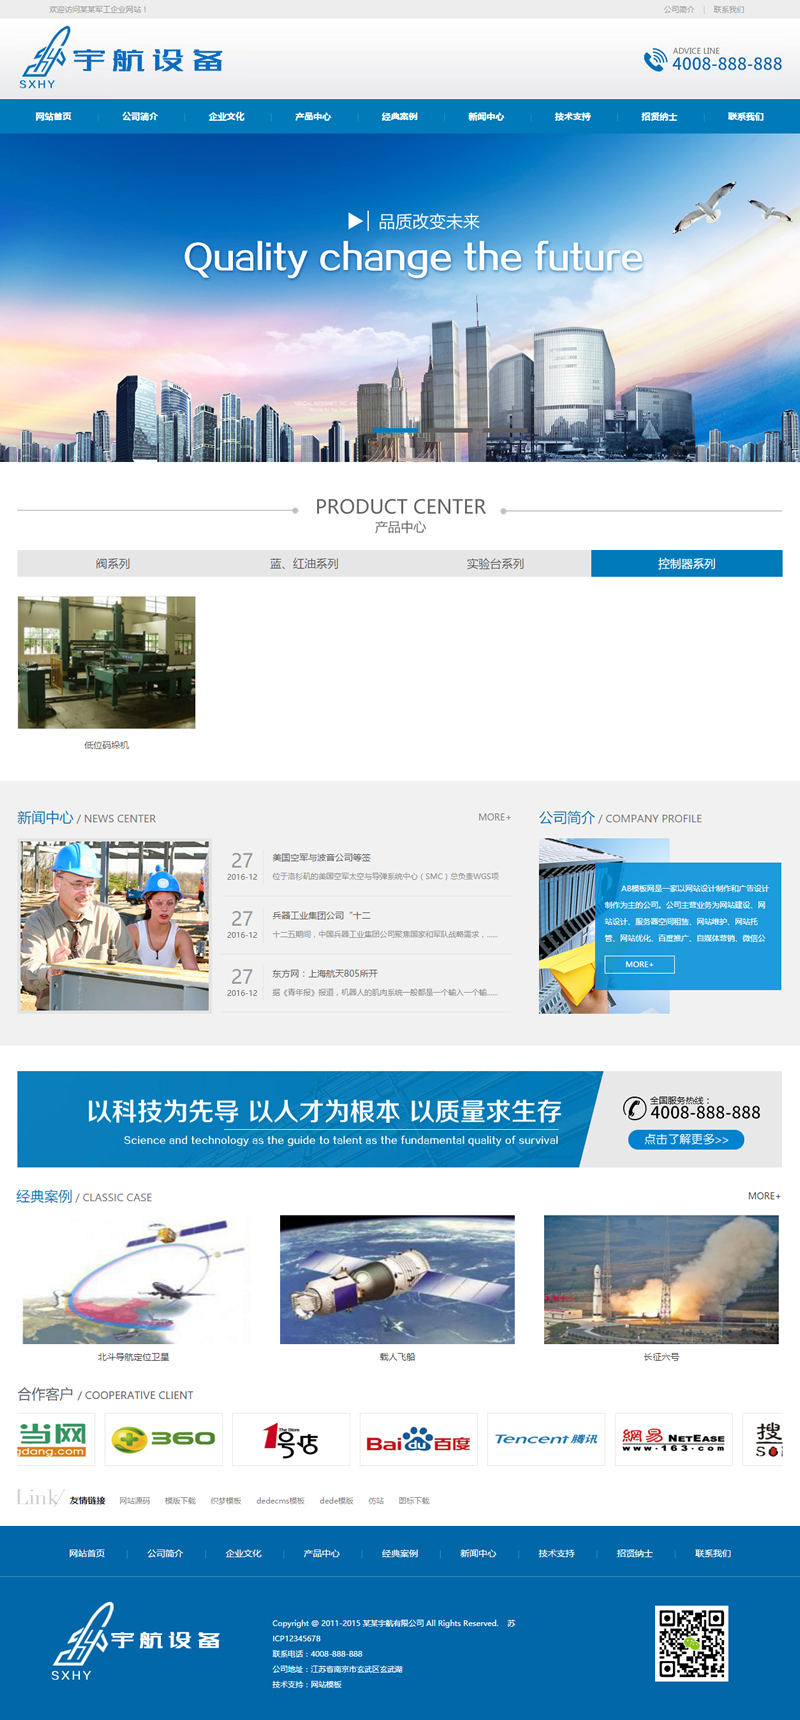 欢迎访问某某军工企业网站！
公司简介 | 联系我们
宇航设备
SXHY
ADVICE LINE
4008-888-888
网站首页 公司简介 企业文化 产品中心 经典案例 新闻中心 技术支持 招贤纳士 联系我们
品质改变未来
Quality change the future
PRODUCT CENTER
产品中心
阀系列 蓝、红油系列 实验台系列 控制器系列
低位码垛机
新闻中心 / NEWS CENTER MORE+
27
2016-12
美国空军与波音公司等签
位于洛杉矶的美国空军太空与导弹系统中心（SMC）总负责WGS项
27
2016-12
兵器工业集团公司“十二
十二五期间，中国兵器工业集团公司聚焦国家和军队战略需求，......
27
2016-12
东方网：上海航天805所开
据《青年报》报道，机器人的肌肉系统一般都是一个输入一个输......
公司简介 / COMPANY PROFILE
AB模板网是一家以网站设计制作和广告设计
制作为主的公司。公司主营业务为网站建设、网
站设计、服务器空间租售、网站维护、网站托
管、网站优化、百度推广、自媒体营销、微信公
MORE+
以科技为先导 以人才为根本 以质量求生存
Science and technology as the guide to talent as the fundamental quality of survival
全国服务热线：
4008-888-888
点击了解更多>>
经典案例 / CLASSIC CASE MORE+
北斗导航定位卫星 载人飞船 长征六号
合作客户 / COOPERATIVE CLIENT
当网
gdang.com
360
The Store
1号店
Bai du 百度
Tencent 腾讯
網易 NETEASE
www.163.com
搜
Link/ 友情链接 网站源码 模版下载 织梦模板 dedecms模板 dede模版 仿站 图标下载
网站首页 公司简介 企业文化 产品中心 经典案例 新闻中心 技术支持 招贤纳士 联系我们
宇航设备
SXHY
Copyright @ 2011-2015 某某宇航有限公司 All Rights Reserved. 苏
ICP12345678
联系电话：4008-888-888
公司地址：江苏省南京市玄武区玄武湖
技术支持：网站模板